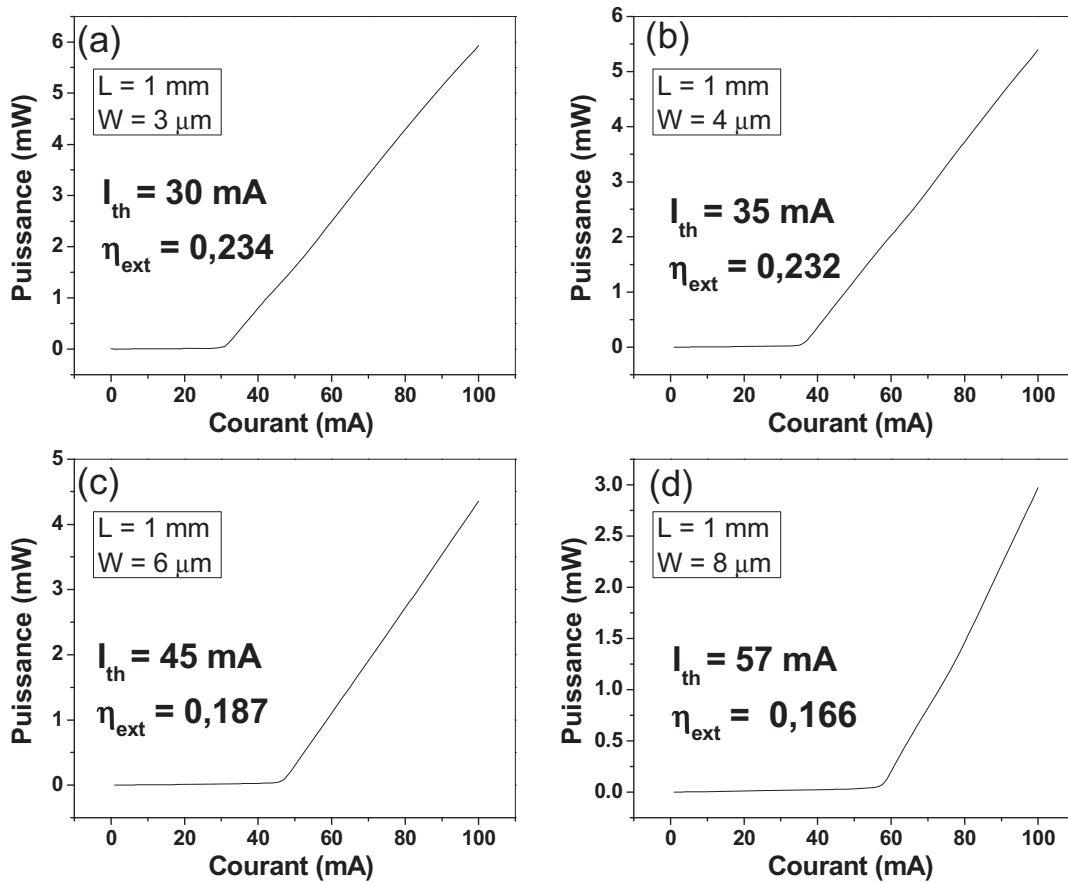 (a)
L = 1 mm
W = 3 μm
I_th = 30 mA
η_ext = 0,234
Puissance (mW)
6
5
4
3
2
1
0
0 20 40 60 80 100
Courant (mA)
(b)
L = 1 mm
W = 4 μm
I_th = 35 mA
η_ext = 0,232
Puissance (mW)
6
5
4
3
2
1
0
0 20 40 60 80 100
Courant (mA)
(c)
L = 1 mm
W = 6 μm
I_th = 45 mA
η_ext = 0,187
Puissance (mW)
5
4
3
2
1
0
0 20 40 60 80 100
Courant (mA)
(d)
L = 1 mm
W = 8 μm
I_th = 57 mA
η_ext = 0,166
Puissance (mW)
3.0
2.5
2.0
1.5
1.0
0.5
0.0
0 20 40 60 80 100
Courant (mA)